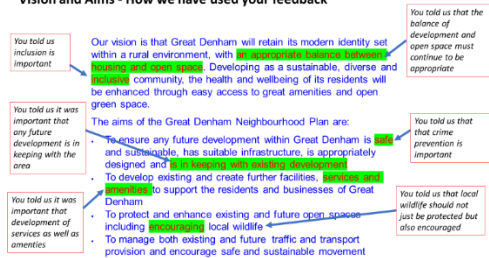 Vision and Aims - How we have used your feedback
You told us
inclusion is
important
Our vision is that Great Denham will retain its modern identity set
within a rural environment, with an appropriate balance between
housing and open space. Developing as a sustainable, diverse and
inclusive community, the health and wellbeing of its residents will
be enhanced through easy access to great amenities and open
green space.
You told us that the
balance of
development and
open space must
continue to be
appropriate
You told us it was
important that
any future
development is in
keeping with the
area
The aims of the Great Denham Neighbourhood Plan are:
• To ensure any future development within Great Denham is safe
and sustainable, has suitable infrastructure, is appropriately
designed and is in keeping with existing development
• To develop existing and create further facilities, services and
amenities to support the residents and businesses of Great
Denham
• To protect and enhance existing and future open spaces
including encouraging local wildlife
• To manage both existing and future traffic and transport
provision and encourage safe and sustainable movement
You told us that
that crime
prevention is
important
You told us it was
important that
development of
services as well as
amenties
You told us that local
wildlife should not
just be protected but
also encouraged